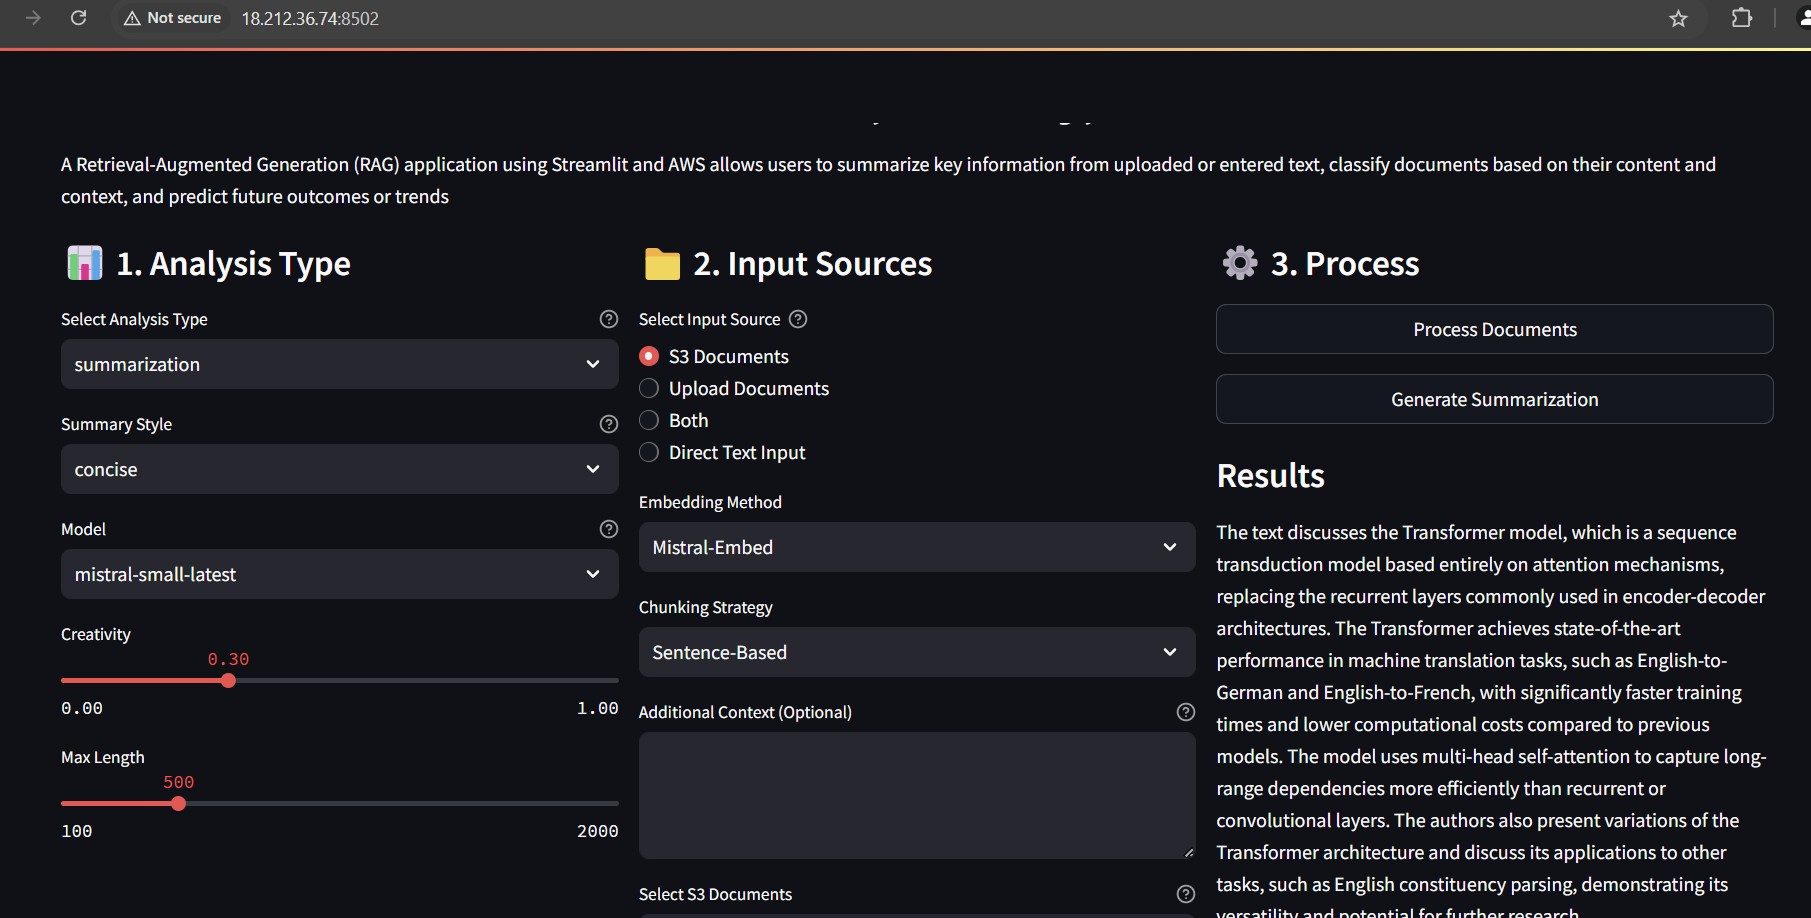 Not secure 18.212.36.74:8502
A Retrieval-Augmented Generation (RAG) application using Streamlit and AWS allows users to summarize key information from uploaded or entered text, classify documents based on their content and
context, and predict future outcomes or trends
1. Analysis Type
Select Analysis Type
summarization
Summary Style
concise
Model
mistral-small-latest
Creativity
0.30
0.00 1.00
Max Length
500
100 2000
2. Input Sources
Select Input Source
S3 Documents
Upload Documents
Both
Direct Text Input
Embedding Method
Mistral-Embed
Chunking Strategy
Sentence-Based
Additional Context (Optional)
Select S3 Documents
3. Process
Process Documents
Generate Summarization
Results
The text discusses the Transformer model, which is a sequence
transduction model based entirely on attention mechanisms,
replacing the recurrent layers commonly used in encoder-decoder
architectures. The Transformer achieves state-of-the-art
performance in machine translation tasks, such as English-to-
German and English-to-French, with significantly faster training
times and lower computational costs compared to previous
models. The model uses multi-head self-attention to capture long-
range dependencies more efficiently than recurrent or
convolutional layers. The authors also present variations of the
Transformer architecture and discuss its applications to other
tasks, such as English constituency parsing, demonstrating its
versatility and potential for further research.